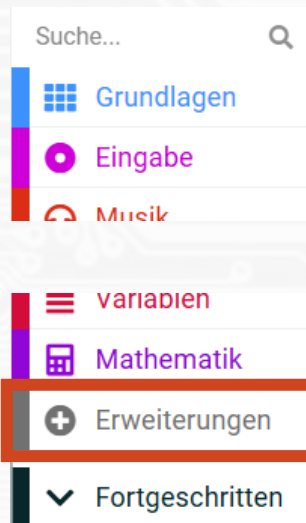 Suche...
Grundlagen
Eingabe
Musik
Variablen
Mathematik
Erweiterungen
Fortgeschritten